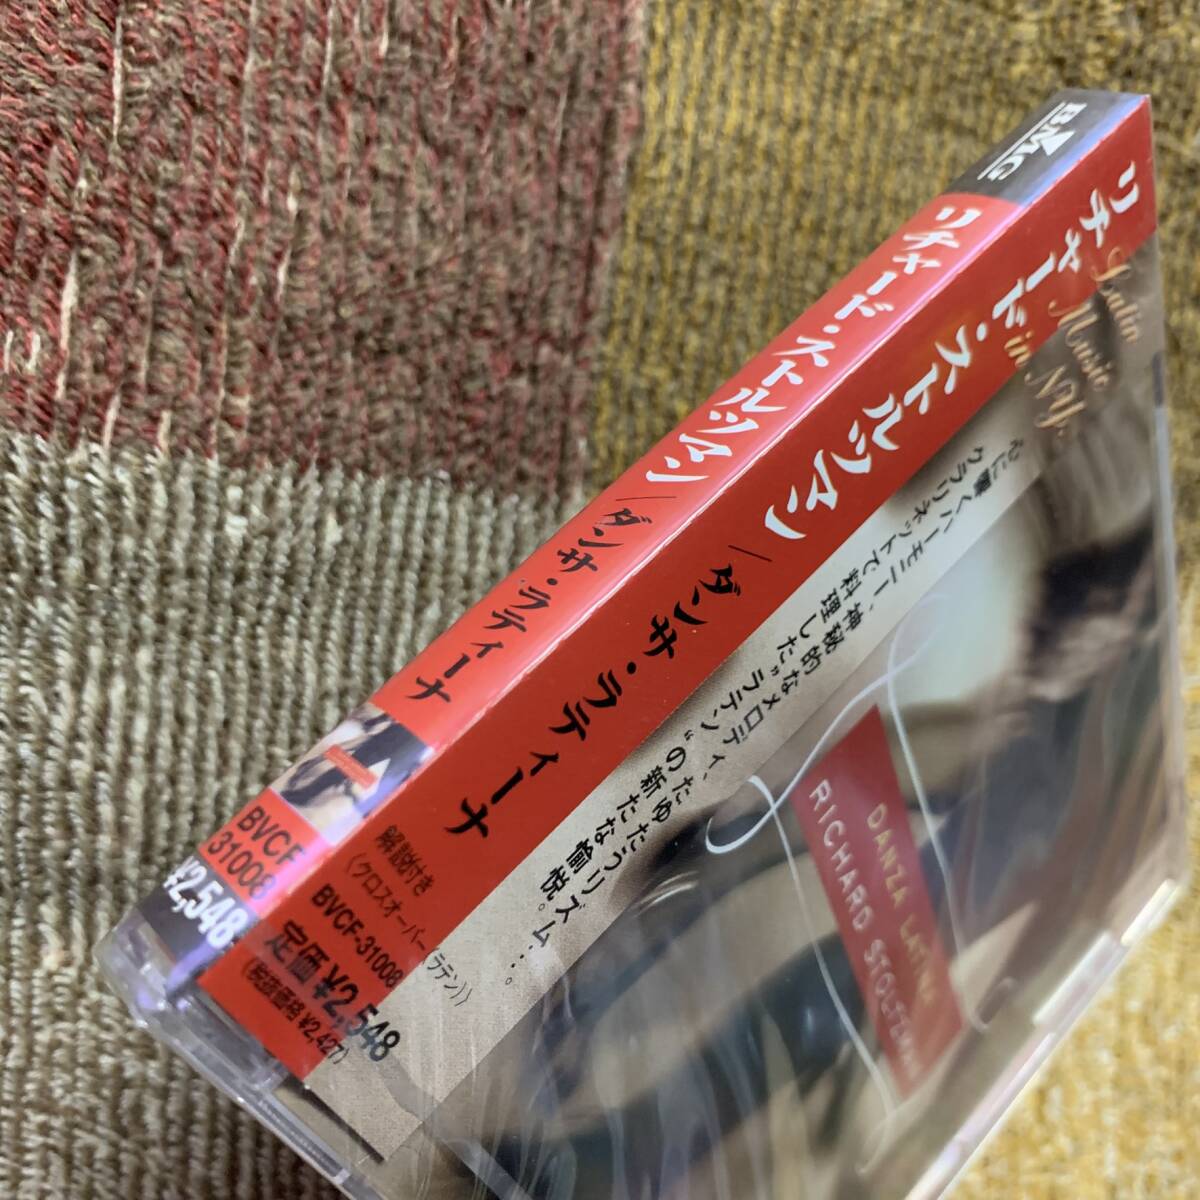 BMG
リチャード・ストルツマン/ダンサ・ラティーナ
BVCF
31008
¥2,548
リチャード・ストルツマン/ダンサ・ラティーナ
Latin
Music
in N.Y.
心に響くハーモニー、神秘的なメロディ、たゆたうリズム…。
クラリネットで料理した"ラテン"の新たな愉悦。
解説付き
〈クロスオーバー(ラテン)〉
BVCF-31008
定価¥2,548
(税抜価格¥2,427)
DANZA LATINA
RICHARD STOLTZMAN